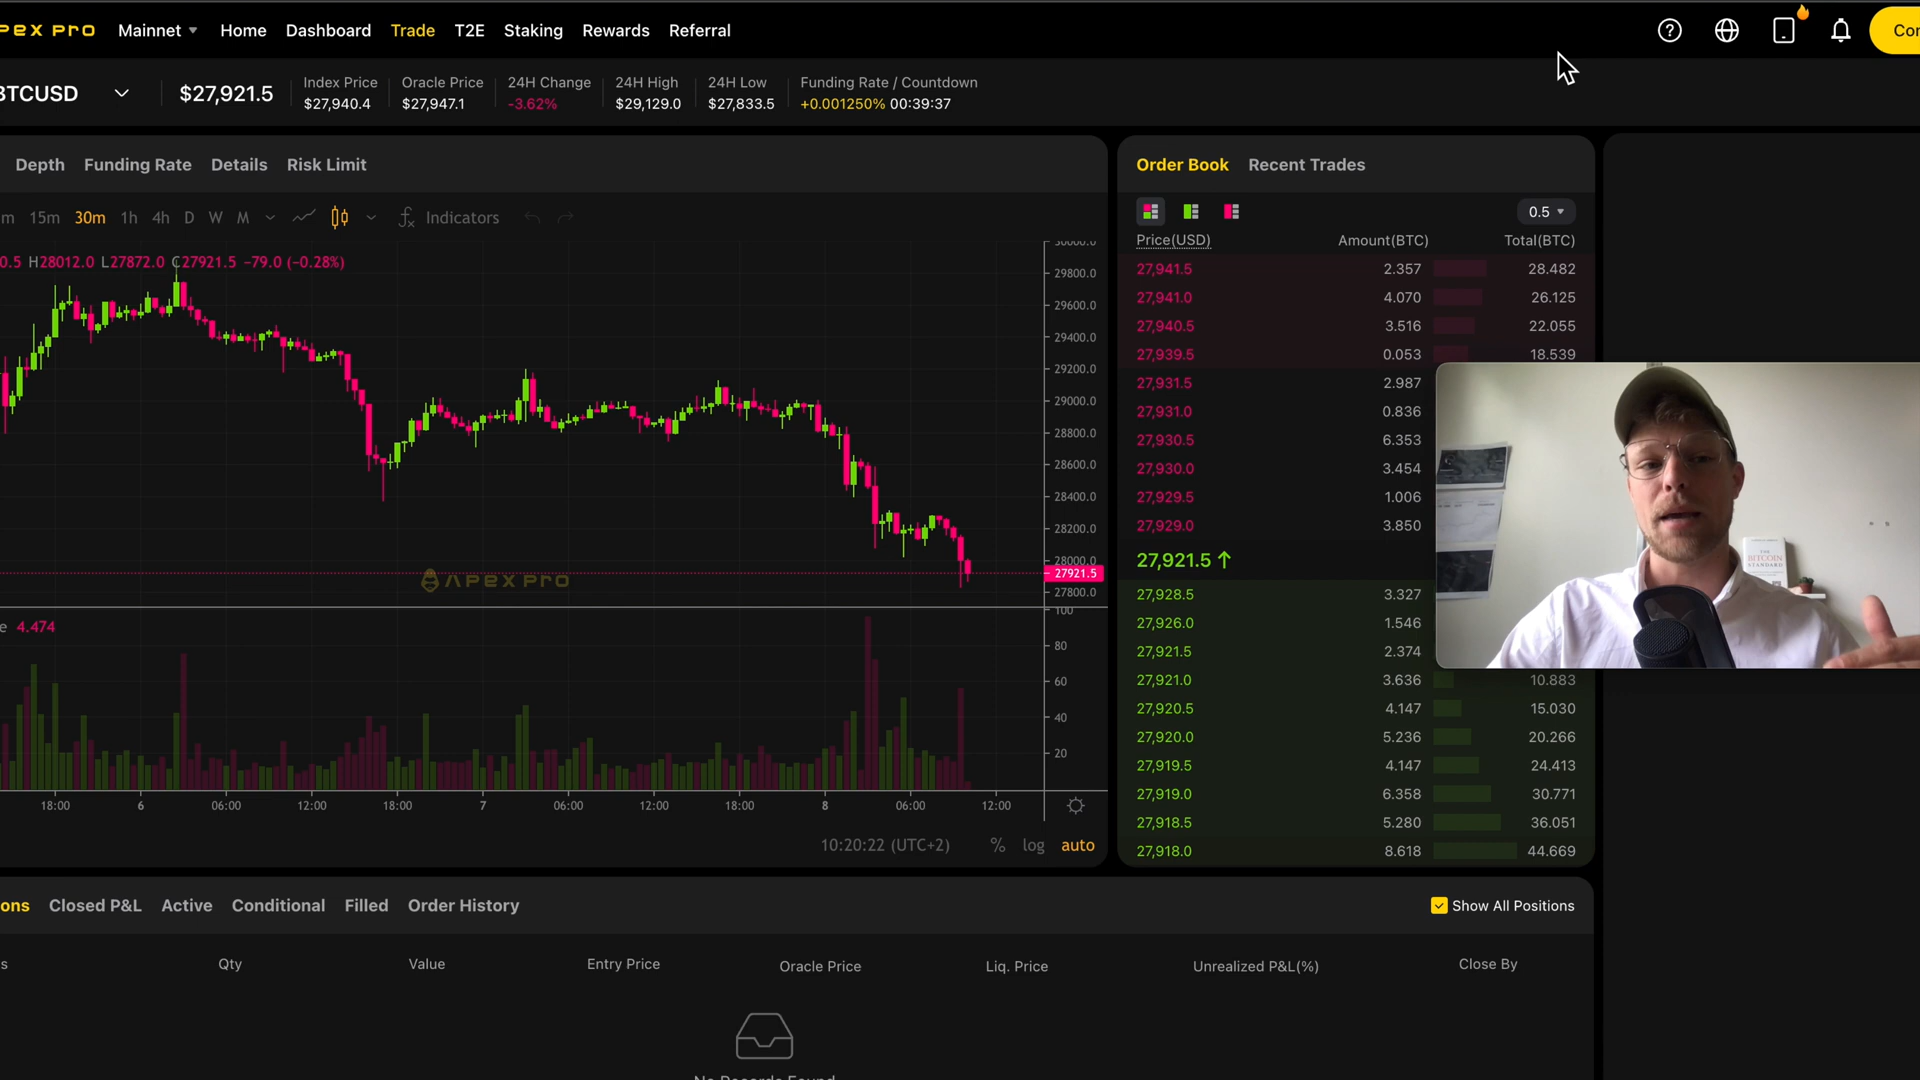 pex pro Mainnet Home Dashboard Trade T2E Staking Rewards Referral
BTCUSD $27,921.5
Index Price $27,940.4
Oracle Price $27,947.1
24H Change -3.62%
24H High $29,129.0
24H Low $27,833.5
Funding Rate / Countdown +0.001250% 00:39:37
Depth Funding Rate Details Risk Limit
m 15m 30m 1h 4h D W M Indicators
0.5 H28012.0 L27872.0 C27921.5 −79.0 (−0.28%)
30000.0
29800.0
29600.0
29400.0
29200.0
29000.0
28800.0
28600.0
28400.0
28200.0
28000.0
27921.5
27800.0
Apex pro
e 4.474
100
80
60
40
20
18:00 6 06:00 12:00 18:00 7 06:00 12:00 18:00 8 06:00 12:00
10:20:22 (UTC+2) % log auto
Order Book Recent Trades
0.5
Price(USD) Amount(BTC) Total(BTC)
27,941.5 2.357 28.482
27,941.0 4.070 26.125
27,940.5 3.516 22.055
27,939.5 0.053 18.539
27,931.5 2.987
27,931.0 0.836
27,930.5 6.353
27,930.0 3.454
27,929.5 1.006
27,929.0 3.850
27,921.5 ↑
27,928.5 3.327
27,926.0 1.546
27,921.5 2.374
27,921.0 3.636 10.883
27,920.5 4.147 15.030
27,920.0 5.236 20.266
27,919.5 4.147 24.413
27,919.0 6.358 30.771
27,918.5 5.280 36.051
27,918.0 8.618 44.669
THE
BITCOIN
STANDARD
ons Closed P&L Active Conditional Filled Order History
Show All Positions
s Qty Value Entry Price Oracle Price Liq. Price Unrealized P&L(%) Close By
No Records Found